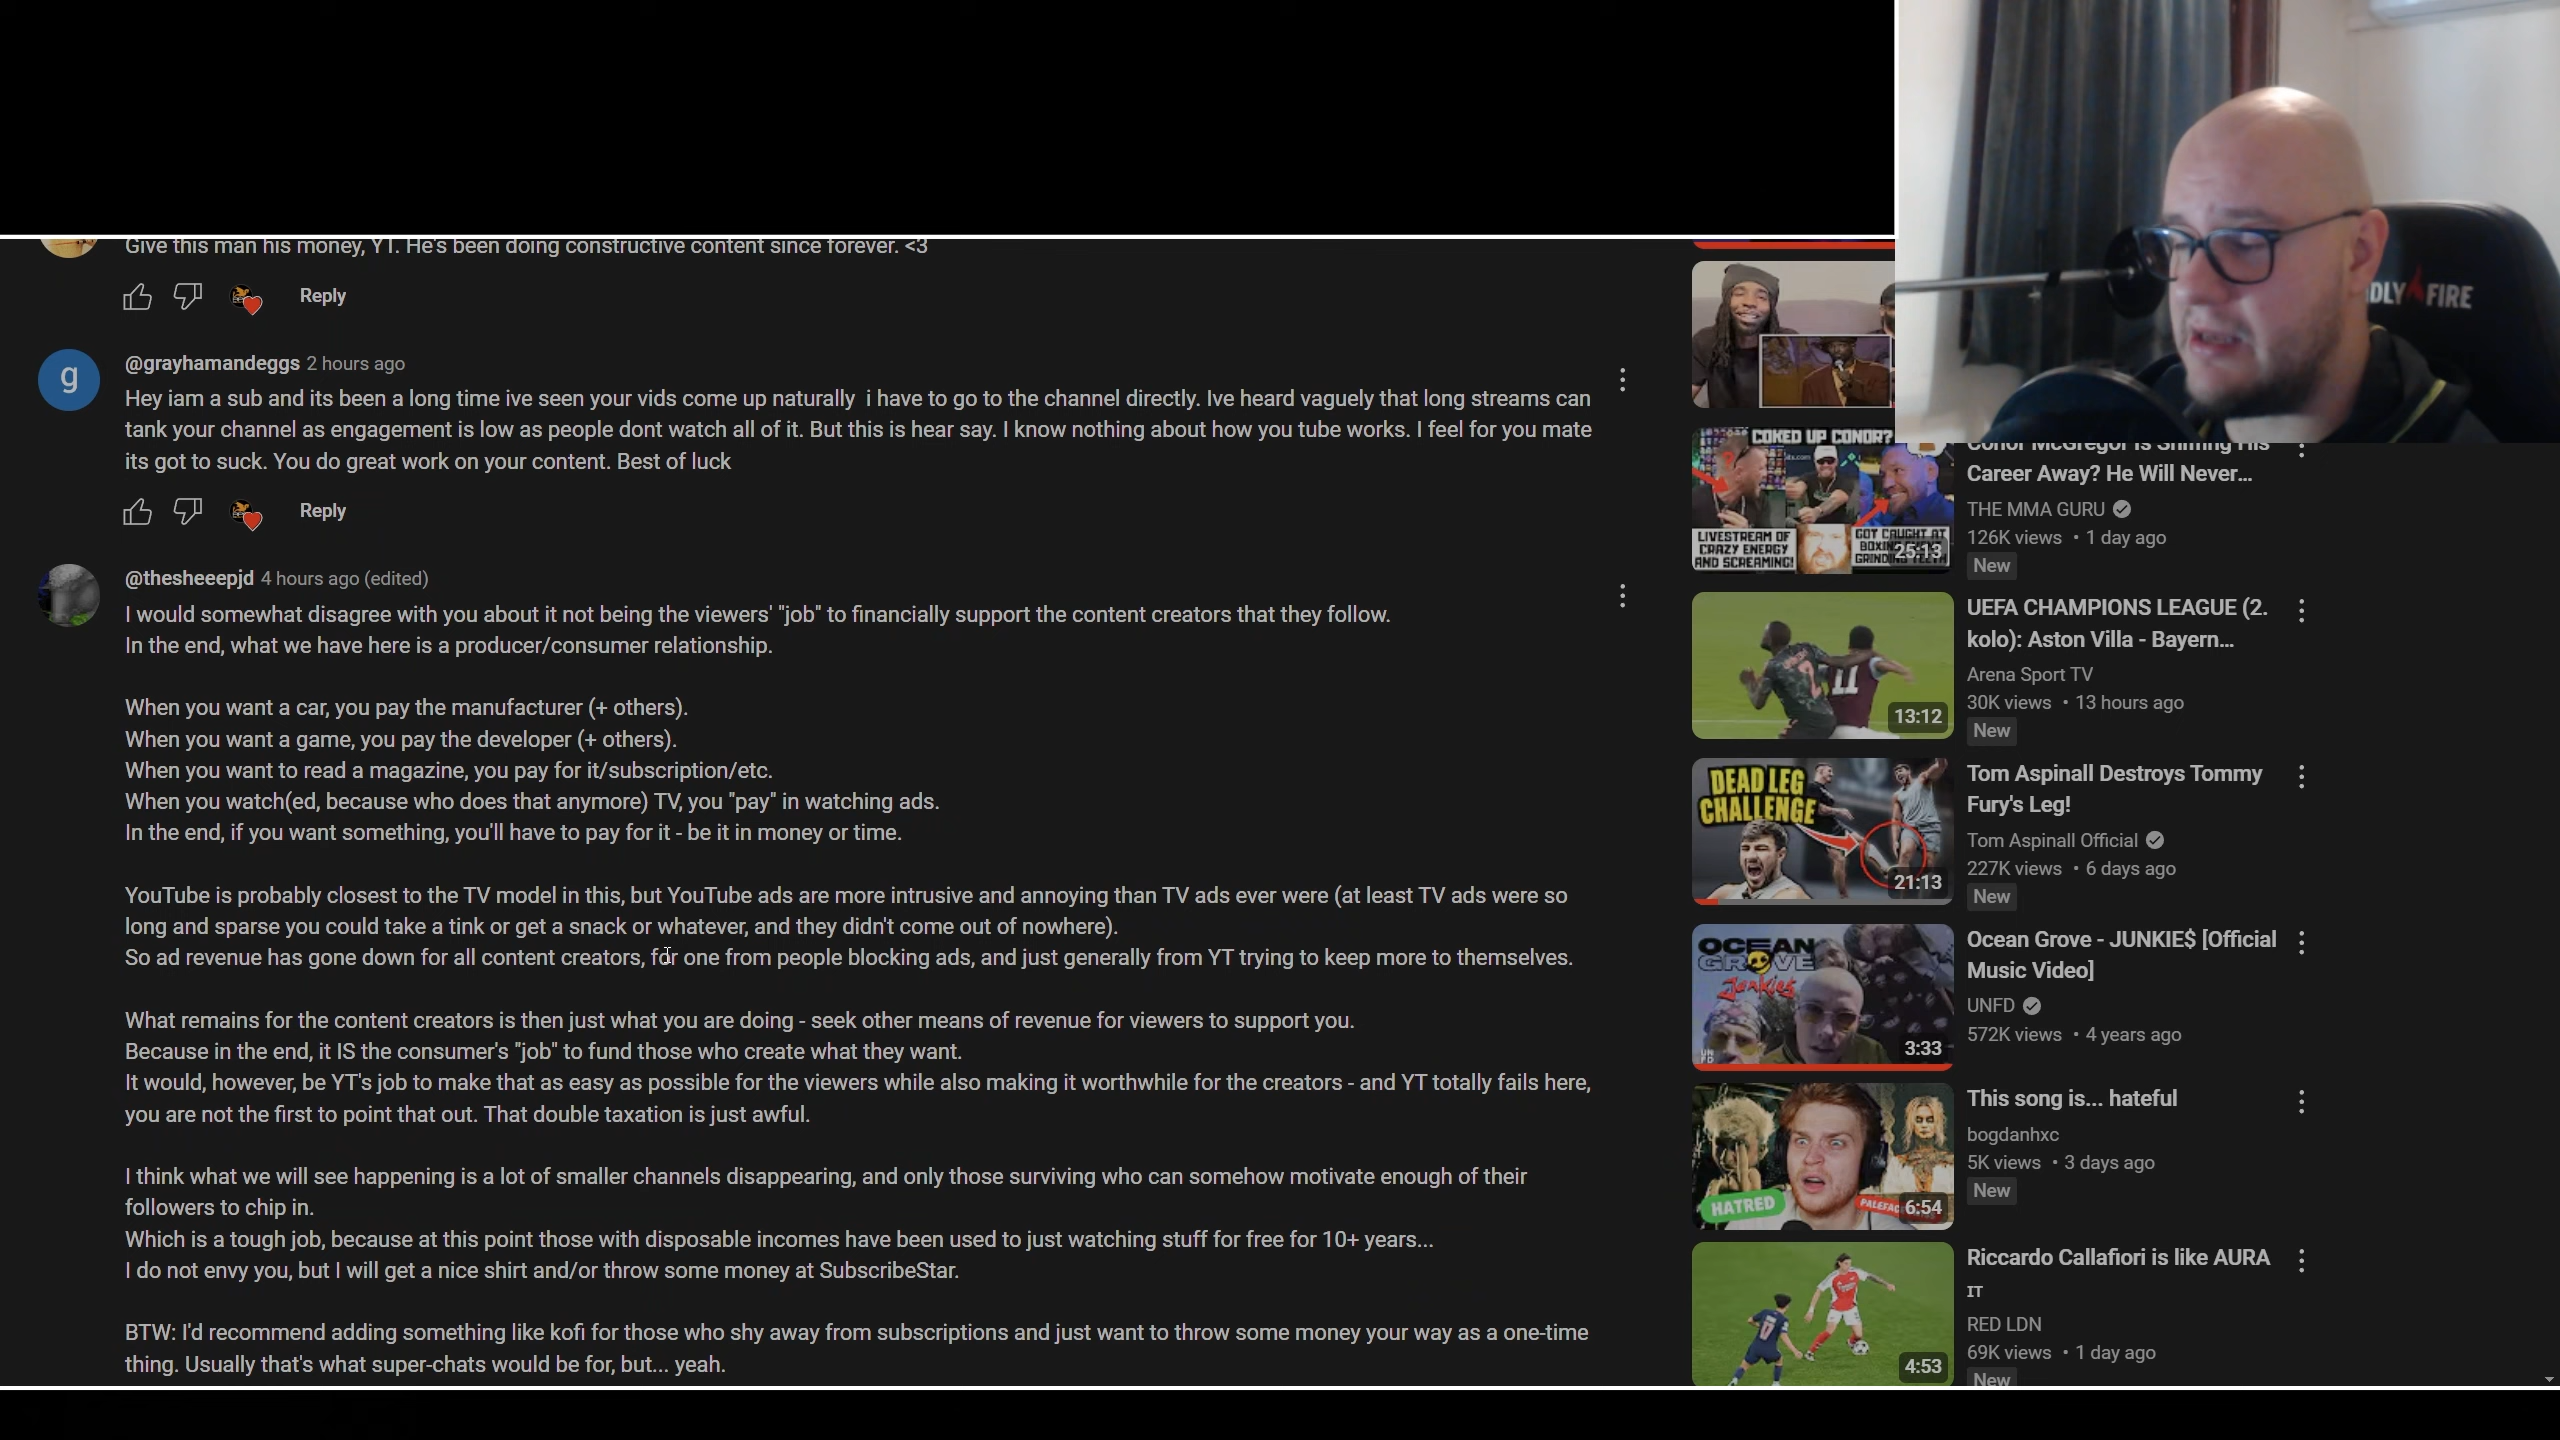 Give this man his money, YT. He's been doing constructive content since forever. <3
Reply
@grayhamandeggs 2 hours ago
Hey iam a sub and its been a long time ive seen your vids come up naturally i have to go to the channel directly. Ive heard vaguely that long streams can
tank your channel as engagement is low as people dont watch all of it. But this is hear say. I know nothing about how you tube works. I feel for you mate
its got to suck. You do great work on your content. Best of luck
Reply
@thesheeepjd 4 hours ago (edited)
I would somewhat disagree with you about it not being the viewers' "job" to financially support the content creators that they follow.
In the end, what we have here is a producer/consumer relationship.
When you want a car, you pay the manufacturer (+ others).
When you want a game, you pay the developer (+ others).
When you want to read a magazine, you pay for it/subscription/etc.
When you watch(ed, because who does that anymore) TV, you "pay" in watching ads.
In the end, if you want something, you'll have to pay for it - be it in money or time.
YouTube is probably closest to the TV model in this, but YouTube ads are more intrusive and annoying than TV ads ever were (at least TV ads were so
long and sparse you could take a tink or get a snack or whatever, and they didn't come out of nowhere).
So ad revenue has gone down for all content creators, for one from people blocking ads, and just generally from YT trying to keep more to themselves.
What remains for the content creators is then just what you are doing - seek other means of revenue for viewers to support you.
Because in the end, it IS the consumer's "job" to fund those who create what they want.
It would, however, be YT's job to make that as easy as possible for the viewers while also making it worthwhile for the creators - and YT totally fails here,
you are not the first to point that out. That double taxation is just awful.
I think what we will see happening is a lot of smaller channels disappearing, and only those surviving who can somehow motivate enough of their
followers to chip in.
Which is a tough job, because at this point those with disposable incomes have been used to just watching stuff for free for 10+ years...
I do not envy you, but I will get a nice shirt and/or throw some money at SubscribeStar.
BTW: I'd recommend adding something like kofi for those who shy away from subscriptions and just want to throw some money your way as a one-time
thing. Usually that's what super-chats would be for, but... yeah.
DLY FIRE
COKED UP CONOR?
LIVESTREAM OF
CRAZY ENERGY
AND SCREAMING!
GOT CAUGHT AT
BOXING
25:13
Conor McGregor Is Sniffing His
Career Away? He Will Never...
THE MMA GURU
126K views • 1 day ago
New
11
13:12
UEFA CHAMPIONS LEAGUE (2.
kolo): Aston Villa - Bayern...
Arena Sport TV
30K views • 13 hours ago
New
DEAD LEG
CHALLENGE
21:13
Tom Aspinall Destroys Tommy
Fury's Leg!
Tom Aspinall Official
227K views • 6 days ago
New
OCEAN
GROVE
Junkies
UNFD
3:33
Ocean Grove - JUNKIE$ [Official
Music Video]
UNFD
572K views • 4 years ago
HATRED
6:54
This song is... hateful
bogdanhxc
5K views • 3 days ago
New
17
4:53
Riccardo Callafiori is like AURA
IT
RED LDN
69K views • 1 day ago
New